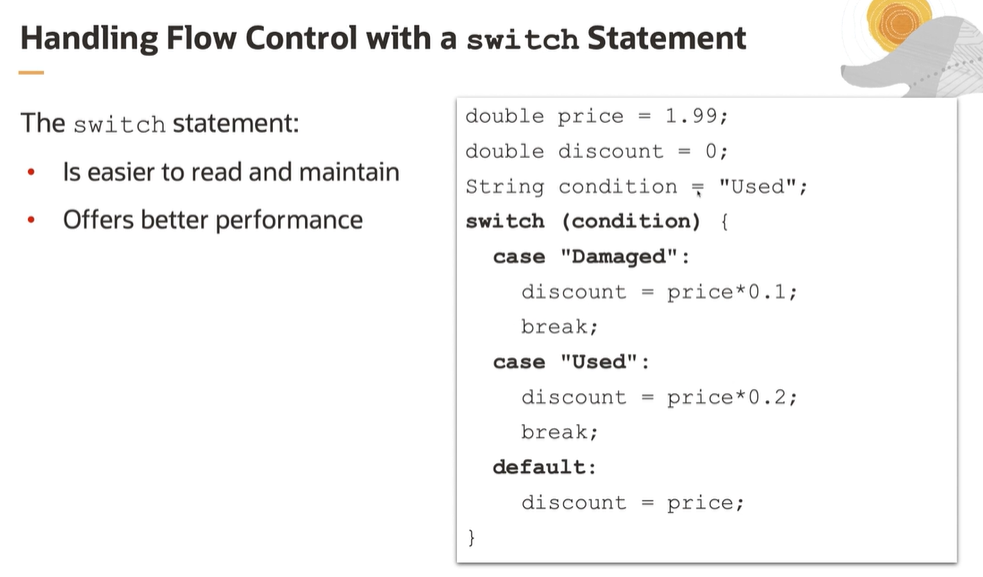 Handling Flow Control with a switch Statement
The switch statement:
• Is easier to read and maintain
• Offers better performance
double price = 1.99;
double discount = 0;
String condition = "Used";
switch (condition) {
case "Damaged":
discount = price*0.1;
break;
case "Used":
discount = price*0.2;
break;
default:
discount = price;
}